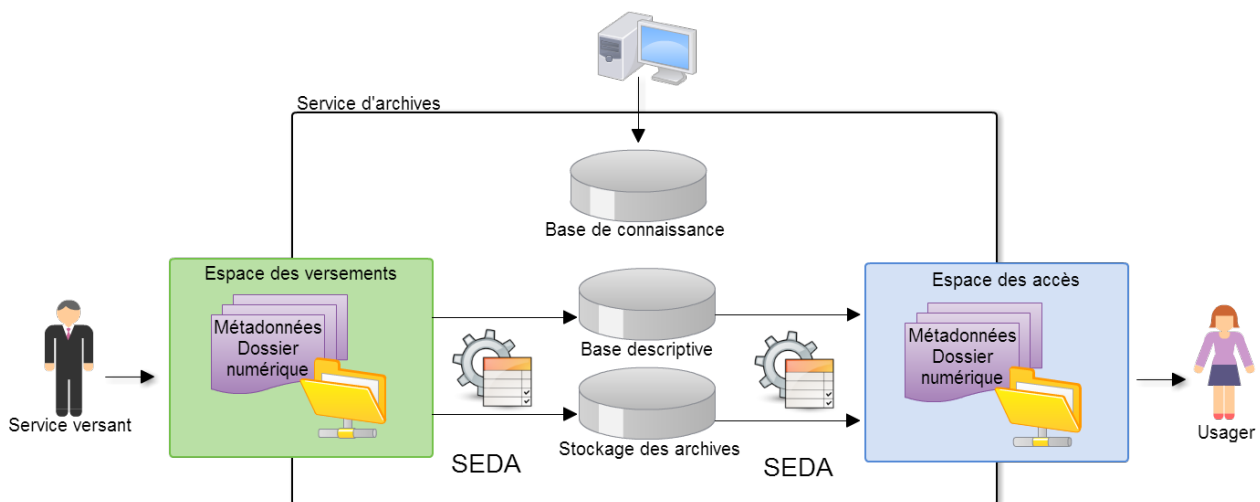 Service d'archives
Base de connaissance
Espace des versements
Métadonnées
Dossier
numérique
Service versant
Base descriptive
Stockage des archives
SEDA
SEDA
Espace des accès
Métadonnées
Dossier
numérique
Usager